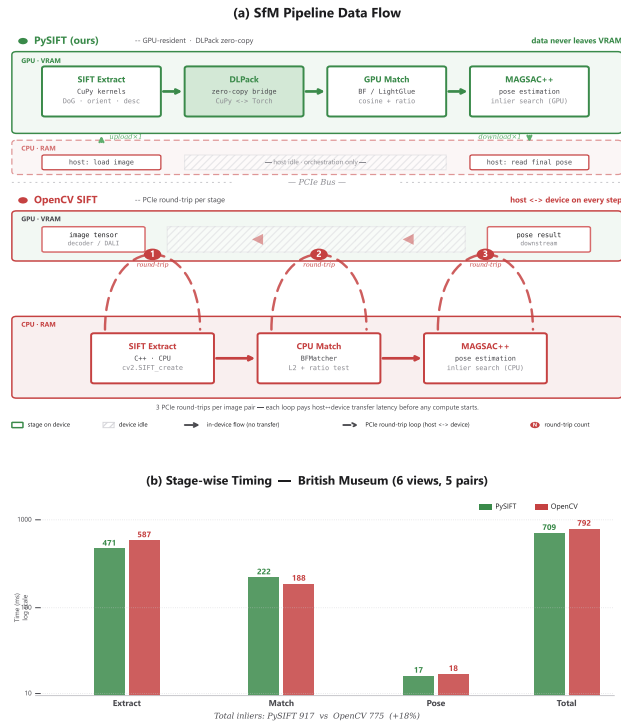 (a) SfM Pipeline Data Flow
PySIFT (ours)
-- GPU-resident · DLPack zero-copy
data never leaves VRAM
GPU · VRAM
SIFT Extract
CuPy kernels
DoG · orient · desc
DLPack
zero-copy bridge
CuPy <-> Torch
GPU Match
BF / LightGlue
cosine + ratio
MAGSAC++
pose estimation
inlier search (GPU)
upload×1
download×1
CPU · RAM
host: load image
host idle · orchestration only
host: read final pose
— PCIe Bus —
OpenCV SIFT
-- PCIe round-trip per stage
host <-> device on every step
GPU · VRAM
image tensor
decoder / DALI
pose result
downstream
1
round-trip
2
round-trip
3
round-trip
CPU · RAM
SIFT Extract
C++ · CPU
cv2.SIFT_create
CPU Match
BFMatcher
L2 + ratio test
MAGSAC++
pose estimation
inlier search (CPU)
3 PCIe round-trips per image pair — each loop pays host↔device transfer latency before any compute starts.
stage on device
device idle
in-device flow (no transfer)
PCIe round-trip loop (host <-> device)
N round-trip count
(b) Stage-wise Timing — British Museum (6 views, 5 pairs)
PySIFT
OpenCV
Time (ms)
log scale
1000
100
10
471
587
222
188
17
18
709
792
Extract
Match
Pose
Total
Total inliers: PySIFT 917 vs OpenCV 775 (+18%)